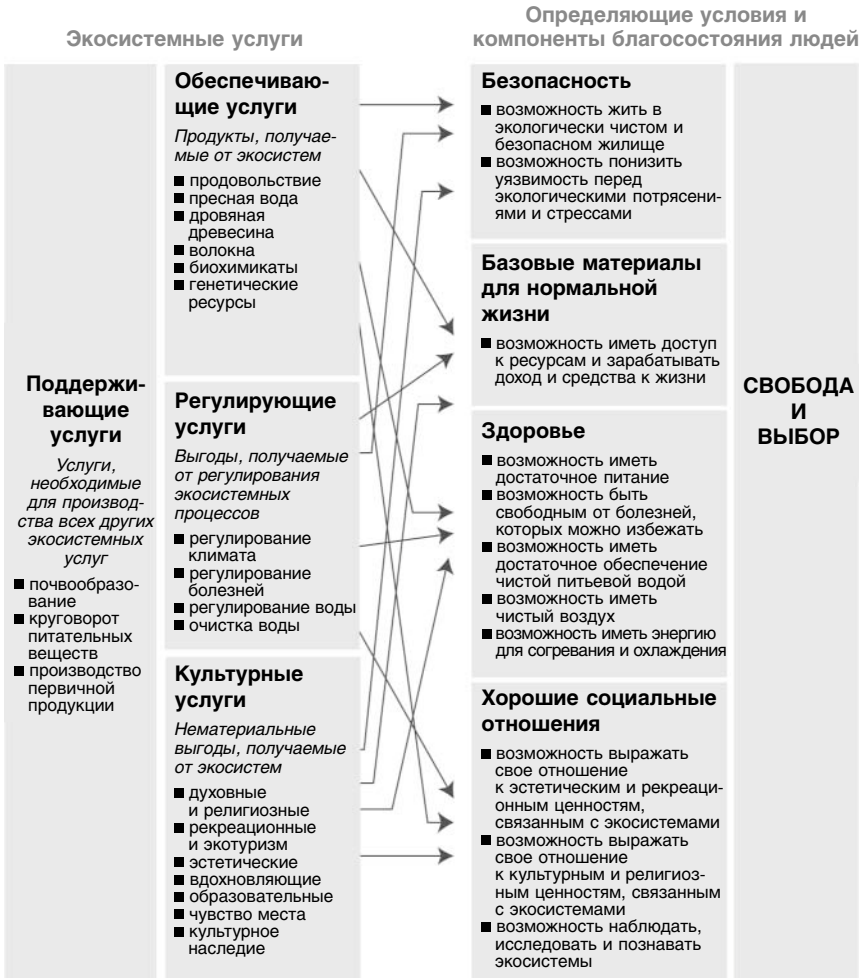 Экосистемные услуги
Определяющие условия и
компоненты благосостояния людей
Поддержи-
вающие
услуги
Услуги,
необходимые
для производ-
ства всех других
экосистемных
услуг
■ почвообразо-
вание
■ круговорот
питательных
веществ
■ производство
первичной
продукции
Обеспечиваю-
щие услуги
Продукты, получае-
мые от экосистем
■ продовольствие
■ пресная вода
■ дровяная
древесина
■ волокна
■ биохимикаты
■ генетические
ресурсы
Регулирующие
услуги
Выгоды, получаемые
от регулирования
экосистемных
процессов
■ регулирование
климата
■ регулирование
болезней
■ регулирование воды
■ очистка воды
Культурные
услуги
Нематериальные
выгоды, получаемые
от экосистем
■ духовные
и религиозные
■ рекреационные
и экотуризм
■ эстетические
■ вдохновляющие
■ образовательные
■ чувство места
■ культурное
наследие
Безопасность
■ возможность жить в
экологически чистом и
безопасном жилище
■ возможность понизить
уязвимость перед
экологическими потрясени-
ями и стрессами
Базовые материалы
для нормальной
жизни
■ возможность иметь доступ
к ресурсам и зарабатывать
доход и средства к жизни
Здоровье
■ возможность иметь
достаточное питание
■ возможность быть
свободным от болезней,
которых можно избежать
■ возможность иметь
достаточное обеспечение
чистой питьевой водой
■ возможность иметь
чистый воздух
■ возможность иметь энергию
для согревания и охлаждения
Хорошие социальные
отношения
■ возможность выражать
свое отношение
к эстетическим и рекреаци-
онным ценностям,
связанным с экосистемами
■ возможность выражать
свое отношение
к культурным и религиоз-
ным ценностям, связанным
с экосистемами
■ возможность наблюдать,
исследовать и познавать
экосистемы
СВОБОДА
И
ВЫБОР